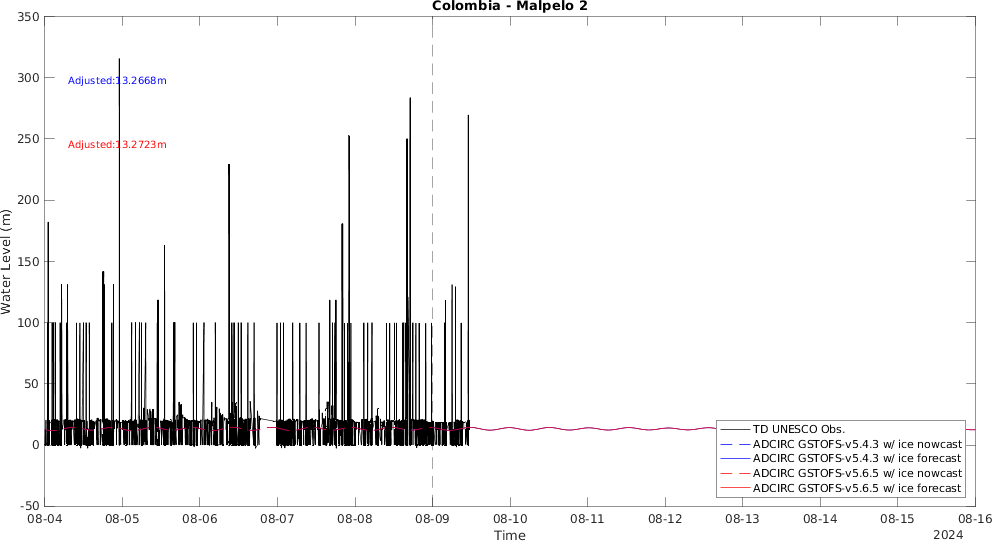 Colombia - Malpelo 2
350
300
250
200
150
100
50
0
-50
Water Level (m)
Adjusted:13.2668m
Adjusted:13.2723m
TD UNESCO Obs.
ADCIRC GSTOFS-v5.4.3 w/ ice nowcast
ADCIRC GSTOFS-v5.4.3 w/ ice forecast
ADCIRC GSTOFS-v5.6.5 w/ ice nowcast
ADCIRC GSTOFS-v5.6.5 w/ ice forecast
08-04 08-05 08-06 08-07 08-08 08-09 08-10 08-11 08-12 08-13 08-14 08-15 08-16
Time
2024